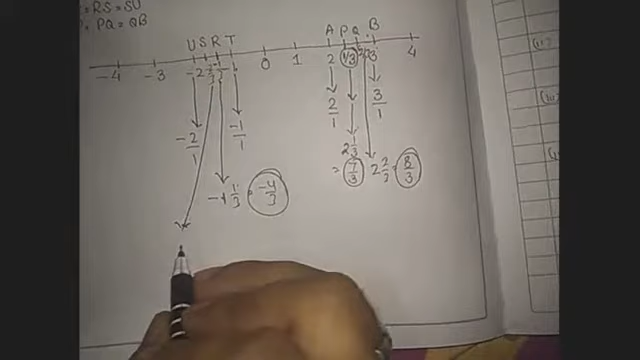 = RS = SU
, PQ = QB
U S R T A P Q B
-4 -3 -2 0 1 2 1/3 3 4
-2/1 -1/1 2/1 3/1
2 1/3
= 7/3 2 2/3 = 8/3
-1 1/3 = -4/3